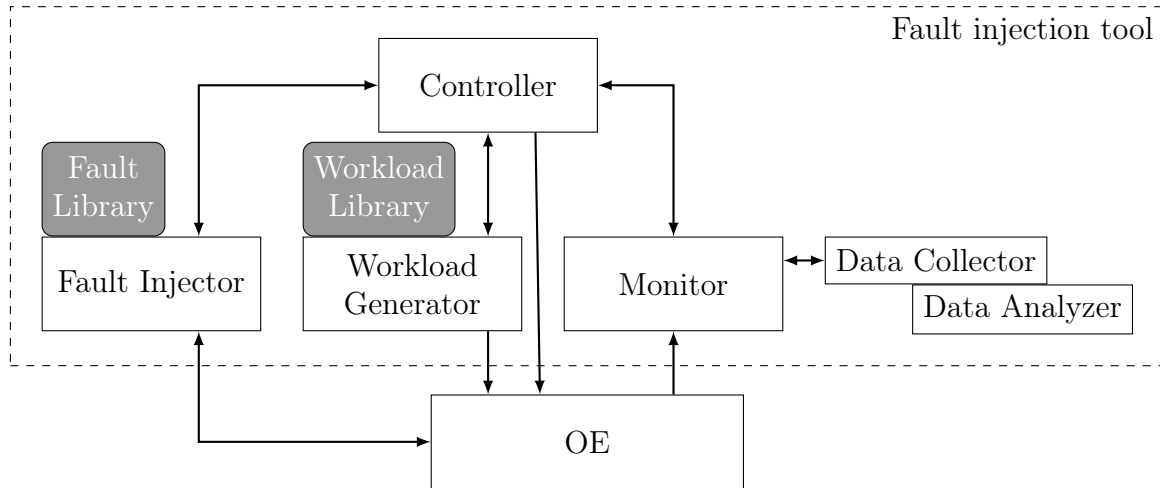 Fault injection tool
Controller
Fault
Library
Workload
Library
Fault Injector
Workload
Generator
Monitor
Data Collector
Data Analyzer
OE